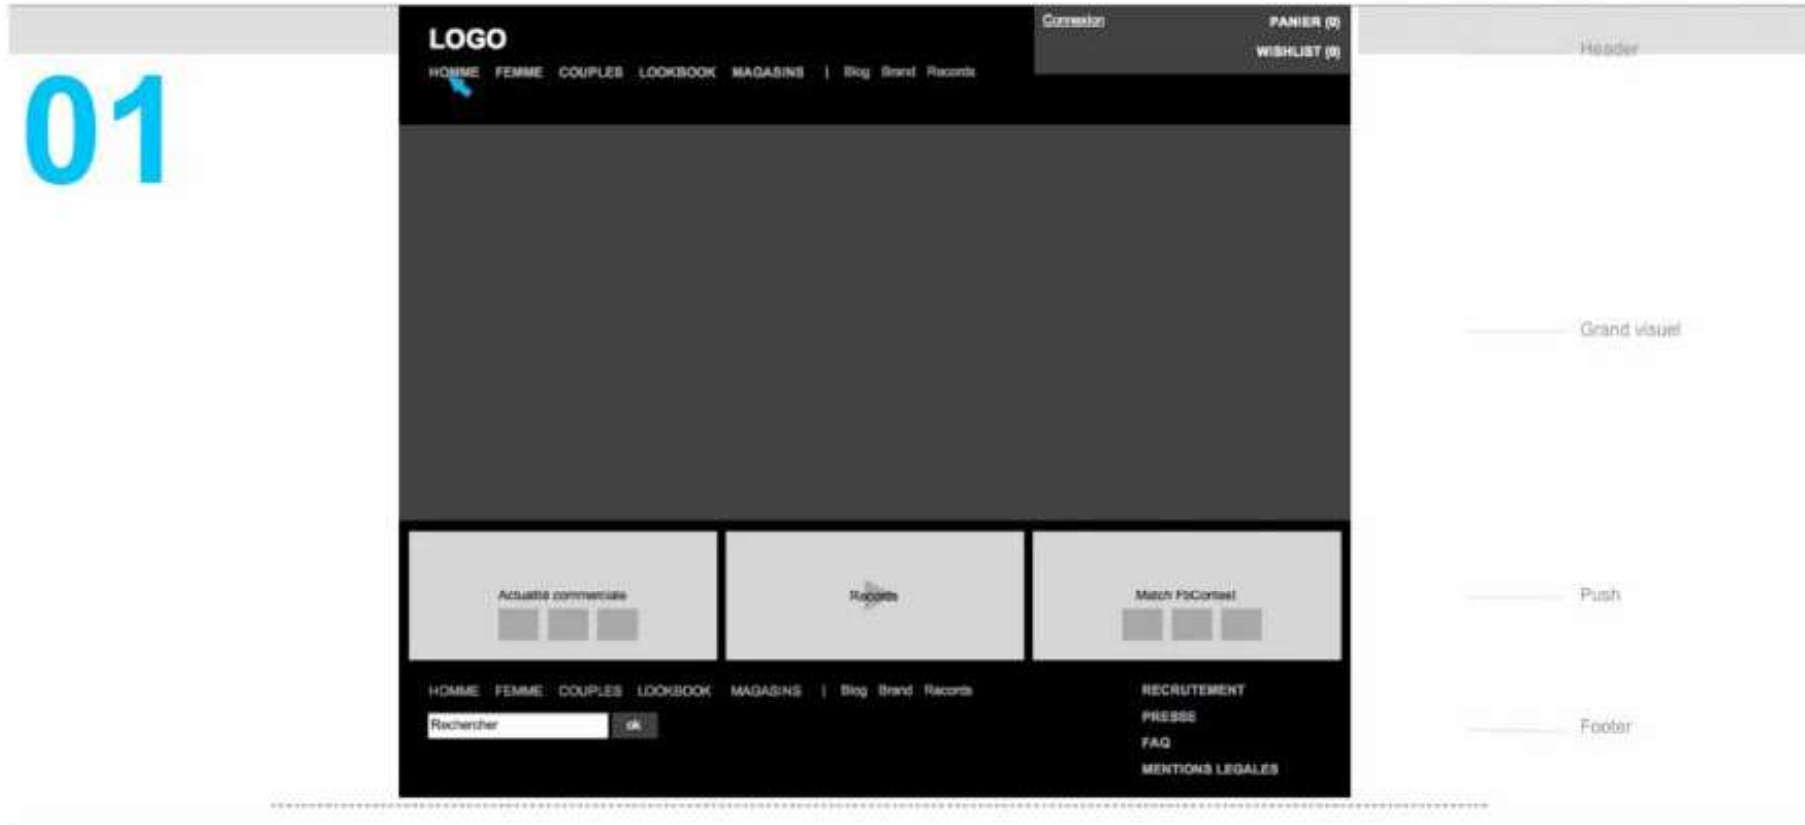 01
LOGO
Connexion
PANIER (0)
WISHLIST (0)
HOMME FEMME COUPLES LOOKBOOK MAGASINS | Blog Brand Records
Header
Grand visuel
Actualité commerciale
Records
Match FbContest
Push
HOMME FEMME COUPLES LOOKBOOK MAGASINS | Blog Brand Records
Rechercher ok
RECRUTEMENT
PRESSE
FAQ
MENTIONS LEGALES
Footer